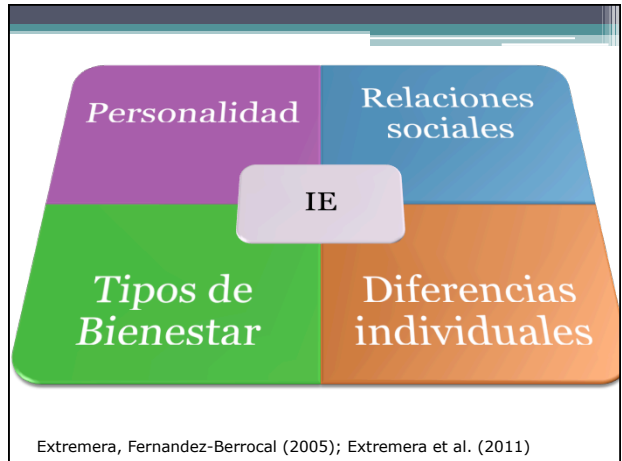 Personalidad
Relaciones
sociales
IE
Tipos de
Bienestar
Diferencias
individuales
Extremera, Fernandez-Berrocal (2005); Extremera et al. (2011)